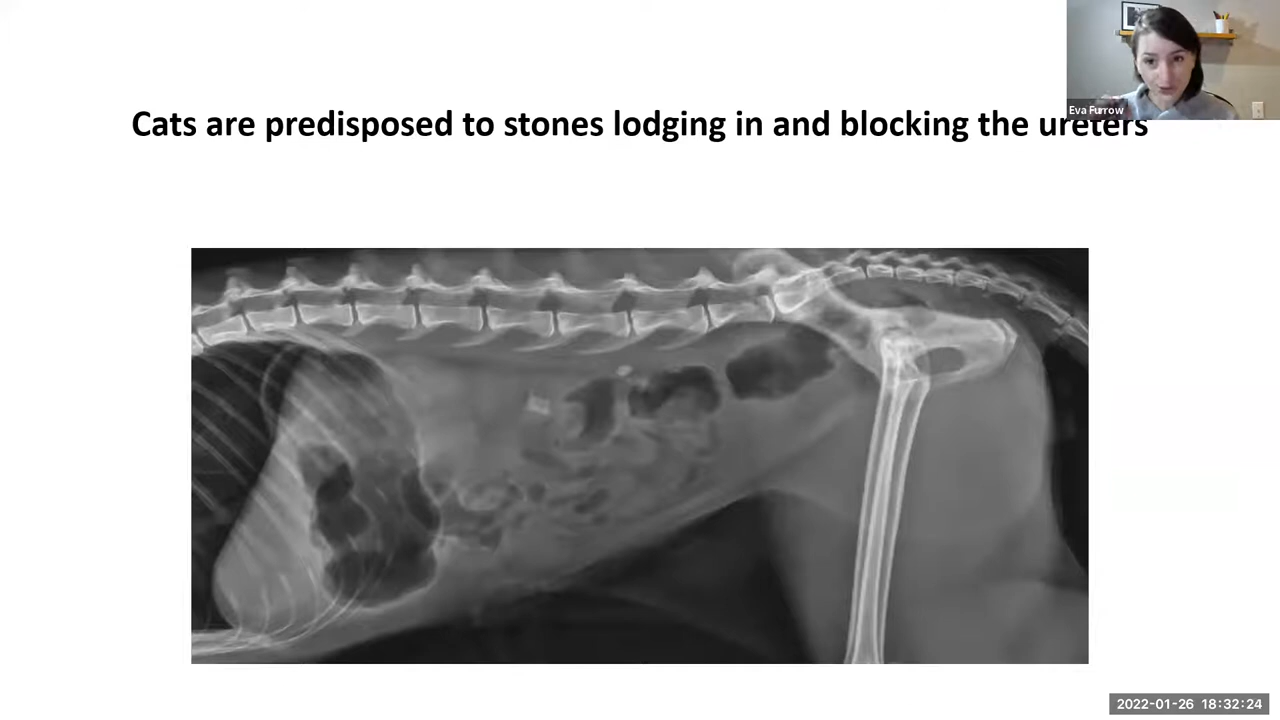 Eva Furrow
Cats are predisposed to stones lodging in and blocking the ureters
2022-01-26 18:32:24